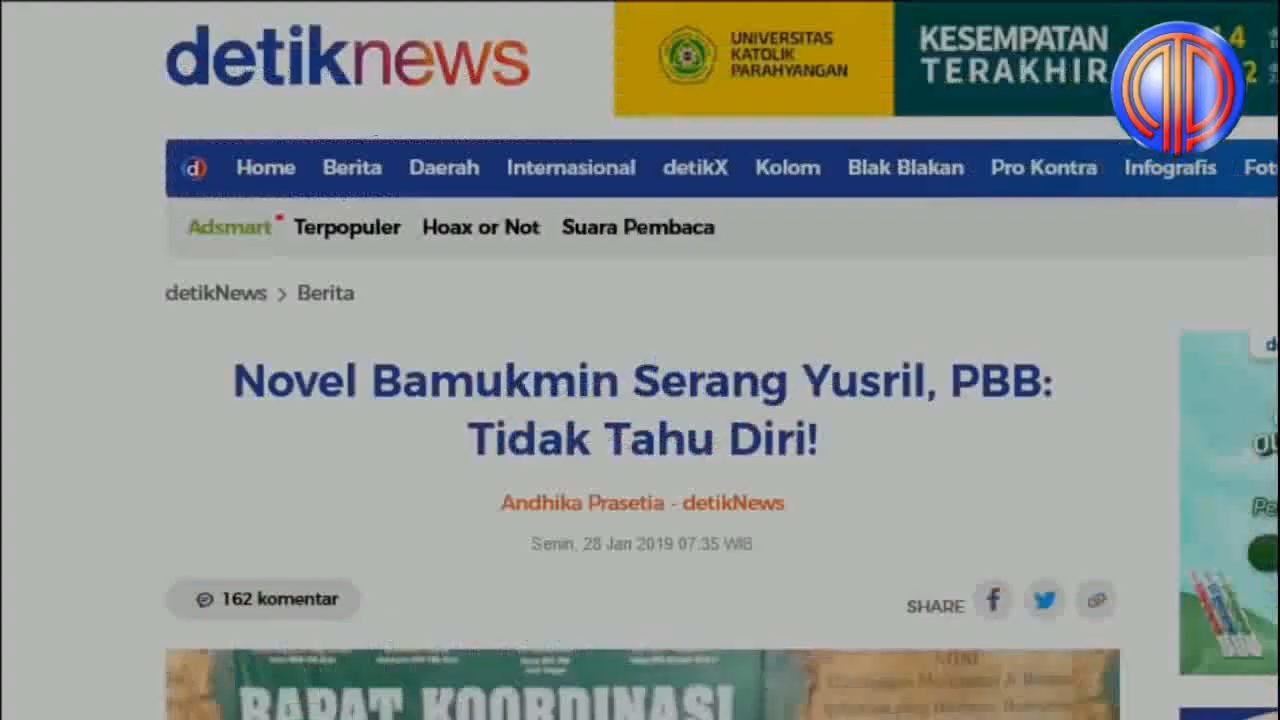 detiknews
UNIVERSITAS
KATOLIK
PARAHYANGAN
KESEMPATAN
TERAKHIR
Home Berita Daerah Internasional detikX Kolom Blak Blakan Pro Kontra Infografis
Adsmart Terpopuler Hoax or Not Suara Pembaca
detikNews > Berita
Novel Bamukmin Serang Yusril, PBB:
Tidak Tahu Diri!
Andhika Prasetia - detikNews
Senin, 28 Jan 2019 07.35 WIB
162 komentar
SHARE
RAPAT KOORDINASI